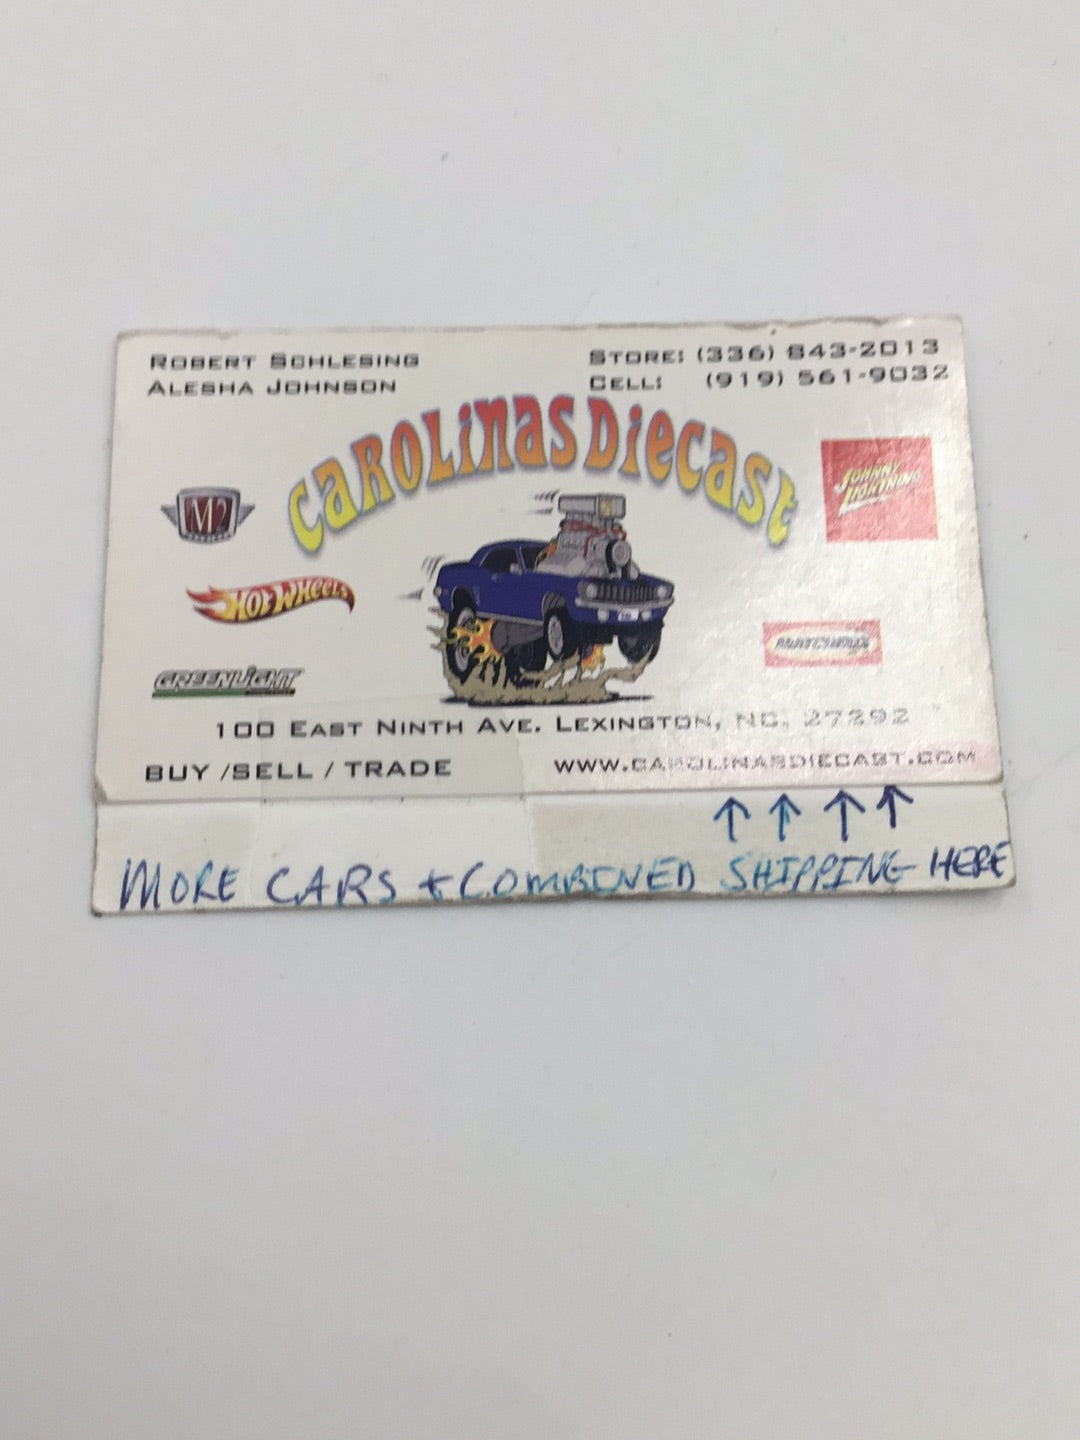 ROBERT SCHLESING
ALESHA JOHNSON
STORE: (336) 843-2013
CELL: (919) 561-9032
CAROLINAS DIECAST
M2
JOHNNY LIGHTNING
HOT WHEELS
MATCHBOX
GREENLIGHT
100 EAST NINTH AVE. LEXINGTON, NC. 27292
BUY /SELL / TRADE
WWW.CAROLINASDIECAST.COM
↑ ↑ ↑ ↑
MORE CARS + COMBINED SHIPPING HERE